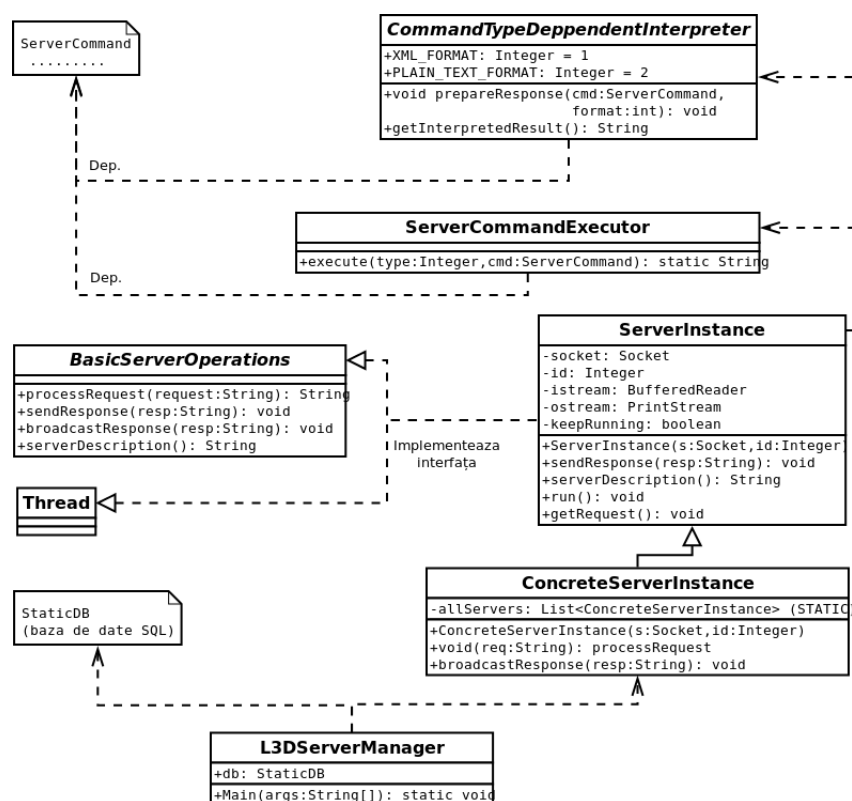 ServerCommand
.........
CommandTypeDeppendentInterpreter
+XML_FORMAT: Integer = 1
+PLAIN_TEXT_FORMAT: Integer = 2
+void prepareResponse(cmd:ServerCommand,
format:int): void
+getInterpretedResult(): String
Dep.
ServerCommandExecutor
+execute(type:Integer,cmd:ServerCommand): static String
Dep.
ServerInstance
-socket: Socket
-id: Integer
-istream: BufferedReader
-ostream: PrintStream
-keepRunning: boolean
+ServerInstance(s:Socket,id:Integer)
+sendResponse(resp:String): void
+serverDescription(): String
+run(): void
+getRequest(): void
BasicServerOperations
+processRequest(request:String): String
+sendResponse(resp:String): void
+broadcastResponse(resp:String): void
+serverDescription(): String
Implementeaza
interfața
Thread
ConcreteServerInstance
-allServers: List<ConcreteServerInstance> (STATIC)
+ConcreteServerInstance(s:Socket,id:Integer)
+void(req:String): processRequest
+broadcastResponse(resp:String): void
StaticDB
(baza de date SQL)
L3DServerManager
+db: StaticDB
+Main(args:String[]): static void